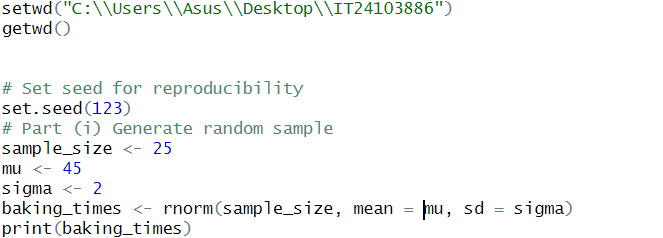 setwd("C:\\Users\\Asus\\Desktop\\IT24103886")
getwd()
# Set seed for reproducibility
set.seed(123)
# Part (i) Generate random sample
sample_size <- 25
mu <- 45
sigma <- 2
baking_times <- rnorm(sample_size, mean = mu, sd = sigma)
print(baking_times)